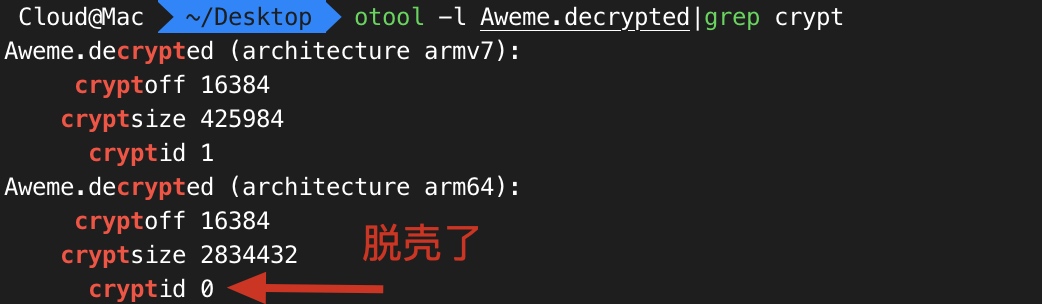 Cloud@Mac ~/Desktop otool -l Aweme.decrypted|grep crypt
Aweme.decrypted (architecture armv7):
cryptoff 16384
cryptsize 425984
cryptid 1
Aweme.decrypted (architecture arm64):
cryptoff 16384
cryptsize 2834432
脱壳了
cryptid 0